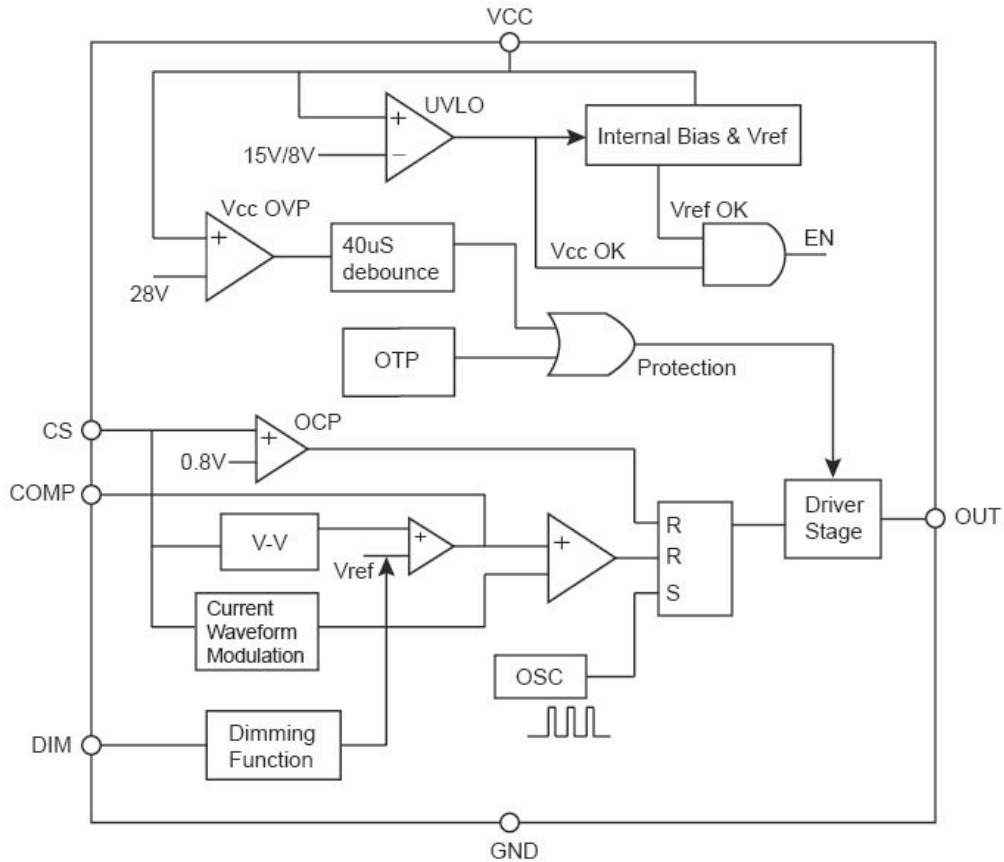 VCC
UVLO
+
15V/8V
−
Internal Bias & Vref
Vcc OVP
+
28V
40uS
debounce
Vref OK
Vcc OK
EN
OTP
Protection
CS
OCP
+
0.8V
COMP
V-V
+
Vref
+
R
R
S
Driver
Stage
OUT
Current
Waveform
Modulation
OSC
DIM
Dimming
Function
GND